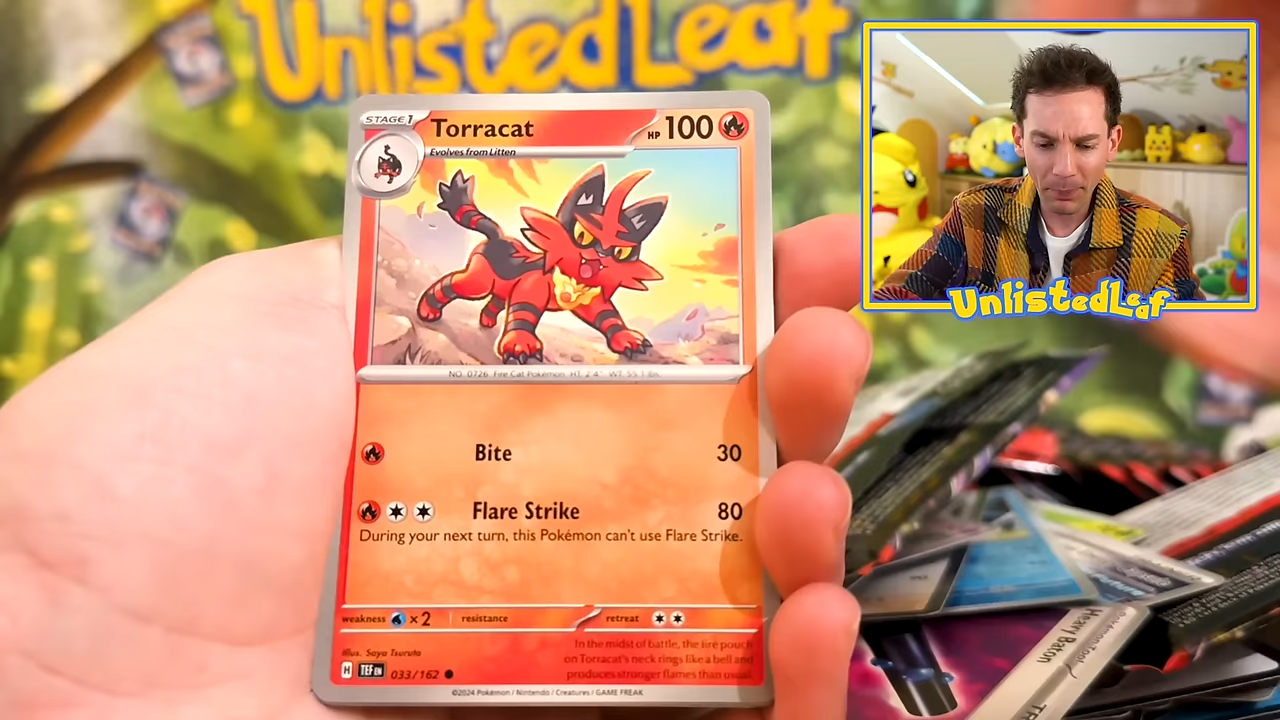 UnlistedLeaf
STAGE 1
Torracat
HP 100
Evolves from Litten
UnlistedLeaf
NO. 0726 Fire Cat Pokémon HT. 2'4" WT. 55.1 lbs.
Bite 30
Flare Strike 80
During your next turn, this Pokémon can't use Flare Strike.
weakness ×2 resistance retreat
Illus. Saya Tsuruta
In the midst of battle, the fire pouch
on Torracat's neck rings like a bell and
produces stronger flames than usual.
H TEF EN 033/162
©2024 Pokémon / Nintendo / Creatures / GAME FREAK
Pokémon Tool
Heavy Baton